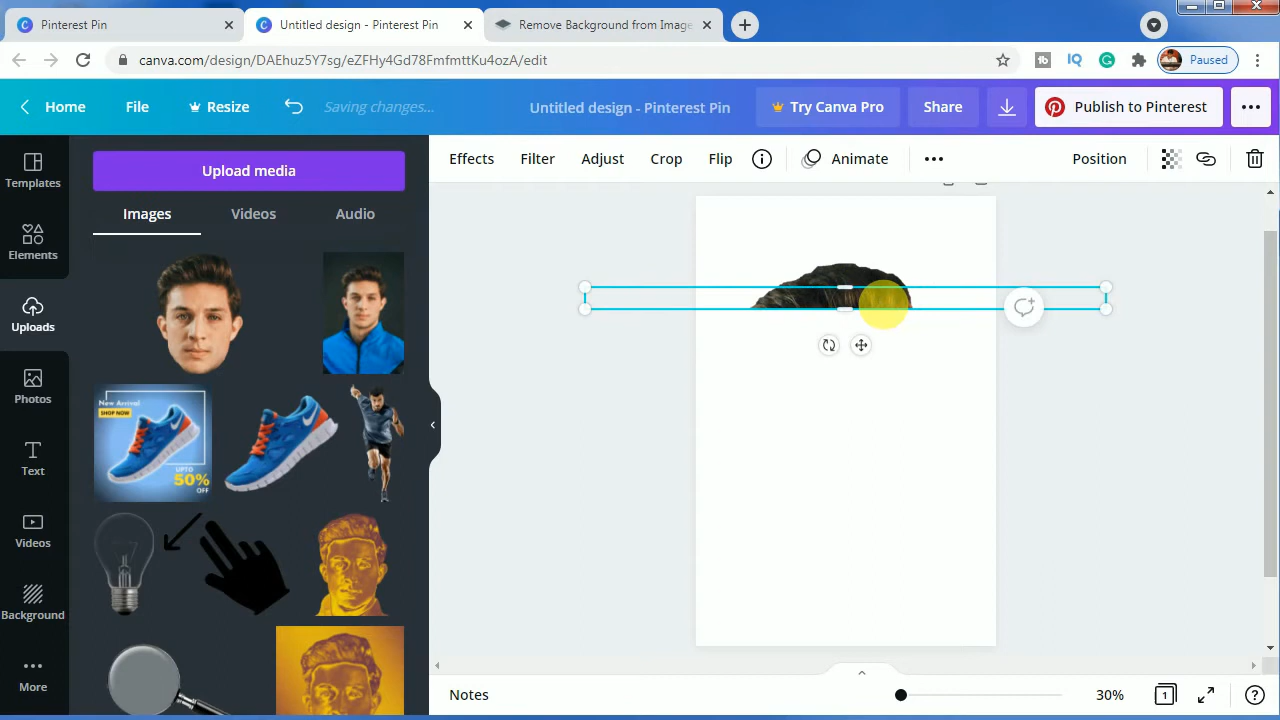 Pinterest Pin
Untitled design - Pinterest Pin
Remove Background from Image
canva.com/design/DAEhuz5Y7sg/eZFHy4Gd78FmfmtKu4ozA/edit
Paused
Home
File
Resize
Saving changes...
Untitled design - Pinterest Pin
Try Canva Pro
Share
Publish to Pinterest
Templates
Elements
Uploads
Photos
Text
Videos
Background
More
Upload media
Images
Videos
Audio
New Arrival
SHOP NOW
UPTO
50%
OFF
Effects
Filter
Adjust
Crop
Flip
Animate
Position
Notes
30%
1